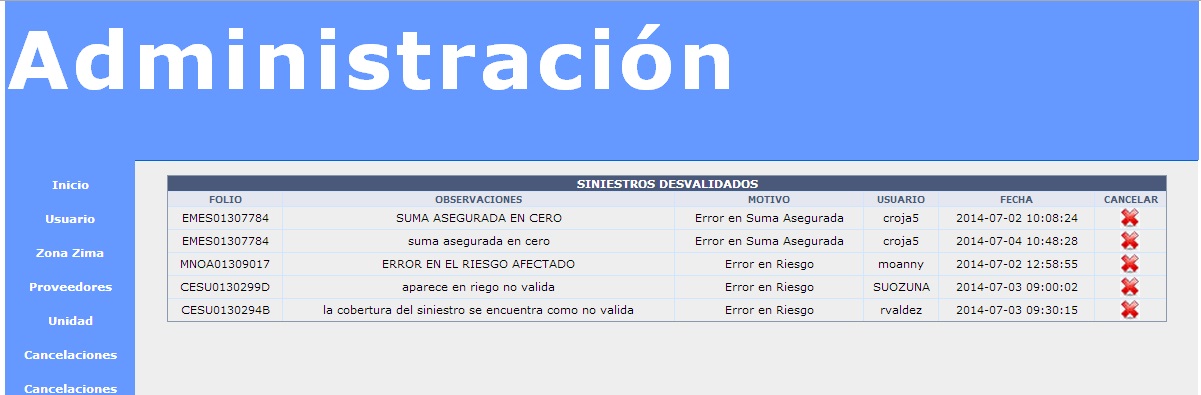 Administración
Inicio
Usuario
Zona Zima
Proveedores
Unidad
Cancelaciones
Cancelaciones
SINIESTROS DESVALIDADOS
FOLIO OBSERVACIONES MOTIVO USUARIO FECHA CANCELAR
EMES01307784 SUMA ASEGURADA EN CERO Error en Suma Asegurada croja5 2014-07-02 10:08:24
EMES01307784 suma asegurada en cero Error en Suma Asegurada croja5 2014-07-04 10:48:28
MNOA01309017 ERROR EN EL RIESGO AFECTADO Error en Riesgo moanny 2014-07-02 12:58:55
CESU0130299D aparece en riego no valida Error en Riesgo SUOZUNA 2014-07-03 09:00:02
CESU0130294B la cobertura del siniestro se encuentra como no valida Error en Riesgo rvaldez 2014-07-03 09:30:15